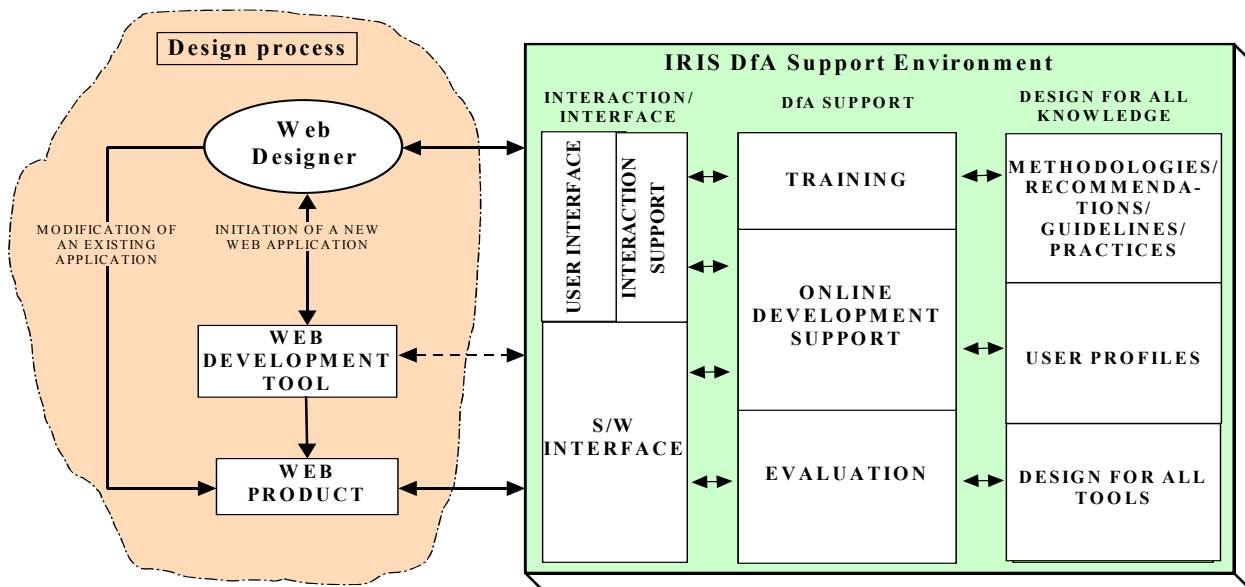 Design process
Web
Designer
MODIFICATION OF
AN EXISTING
APPLICATION
INITIATION OF A NEW
WEB APPLICATION
WEB
DEVELOPMENT
TOOL
WEB
PRODUCT
IRIS DfA Support Environment
INTERACTION/
INTERFACE
USER INTERFACE
INTERACTION
SUPPORT
S/W
INTERFACE
DfA SUPPORT
TRAINING
ONLINE
DEVELOPMENT
SUPPORT
EVALUATION
DESIGN FOR ALL
KNOWLEDGE
METHODOLOGIES/
RECOMMENDA-
TIONS/
GUIDELINES/
PRACTICES
USER PROFILES
DESIGN FOR ALL
TOOLS